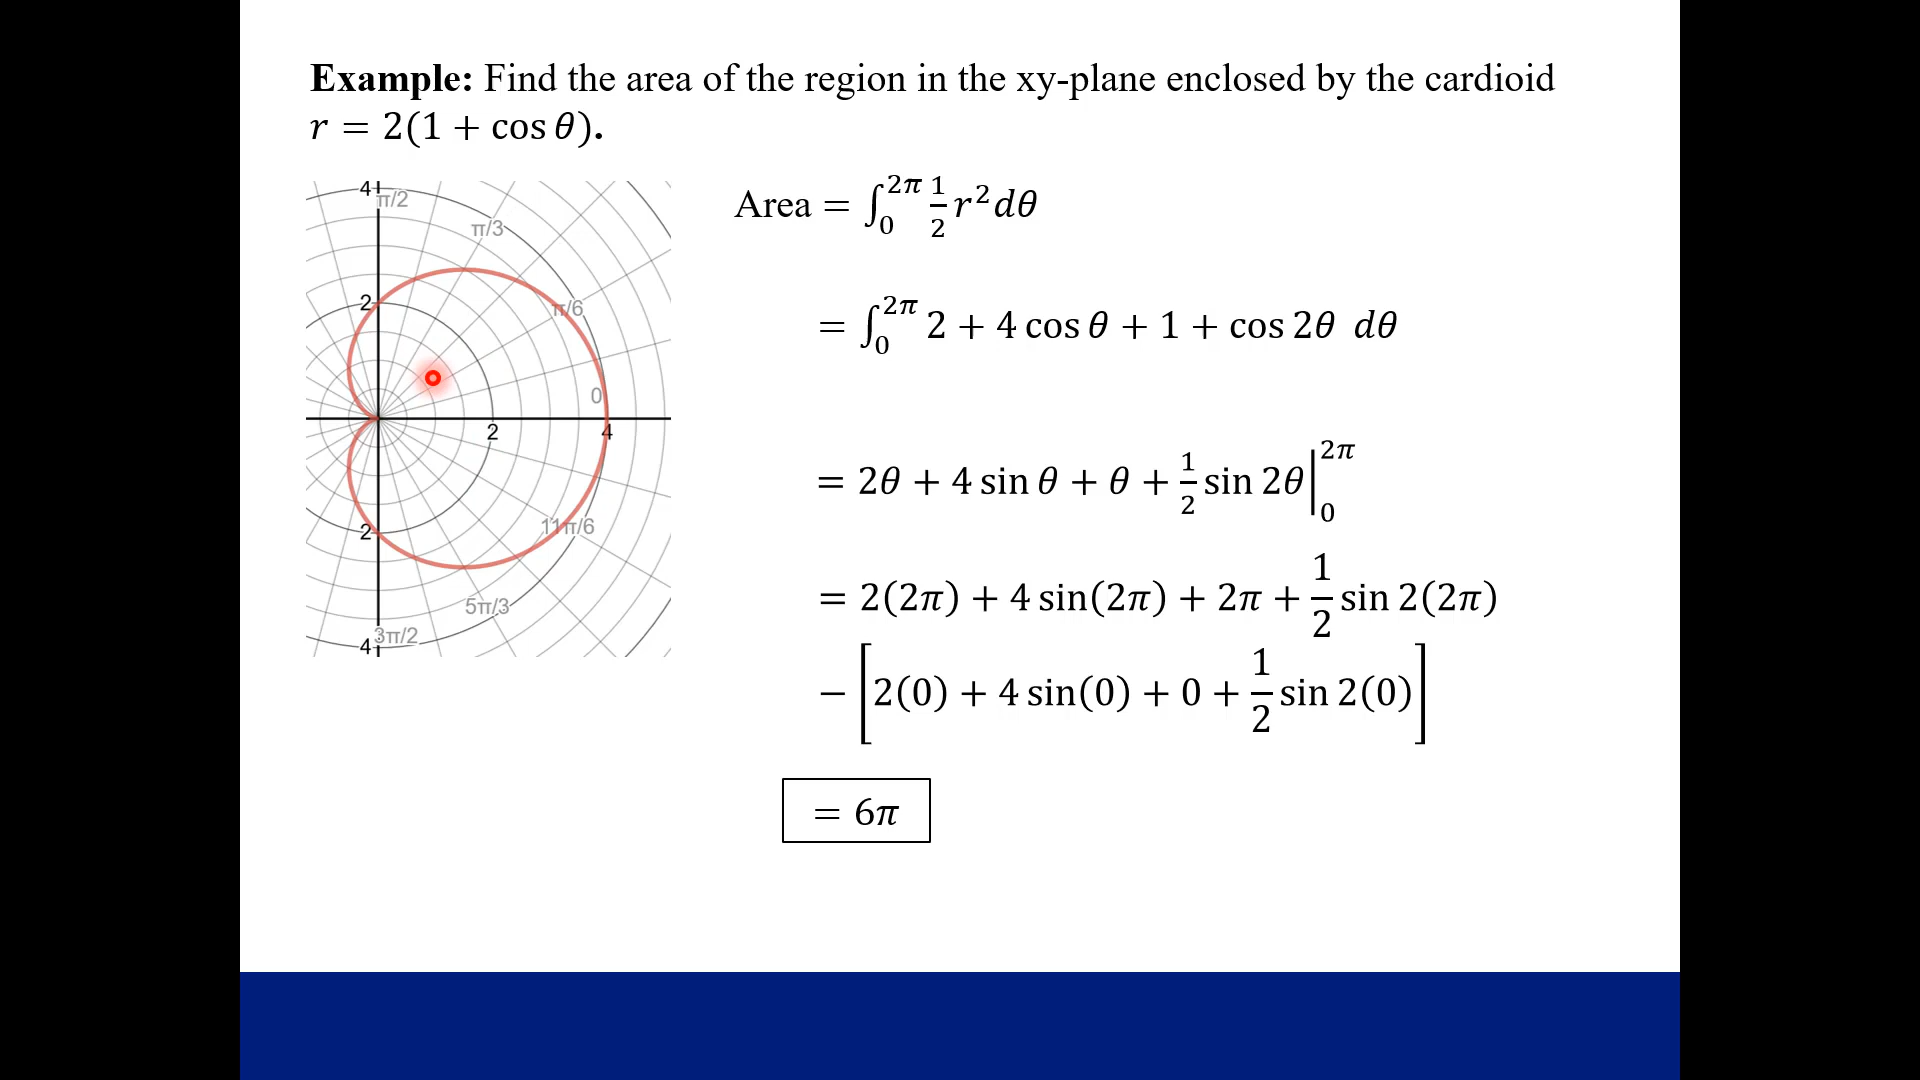 Example: Find the area of the region in the xy-plane enclosed by the cardioid
r = 2(1 + cos θ).
4
π/2
π/3
2
π/6
0
2
4
2
11π/6
5π/3
3π/2
4
Area = ∫₀^{2π} 1/2 r² dθ
= ∫₀^{2π} 2 + 4 cos θ + 1 + cos 2θ dθ
= 2θ + 4 sin θ + θ + 1/2 sin 2θ |₀^{2π}
= 2(2π) + 4 sin(2π) + 2π + 1/2 sin 2(2π)
− [2(0) + 4 sin(0) + 0 + 1/2 sin 2(0)]
= 6π